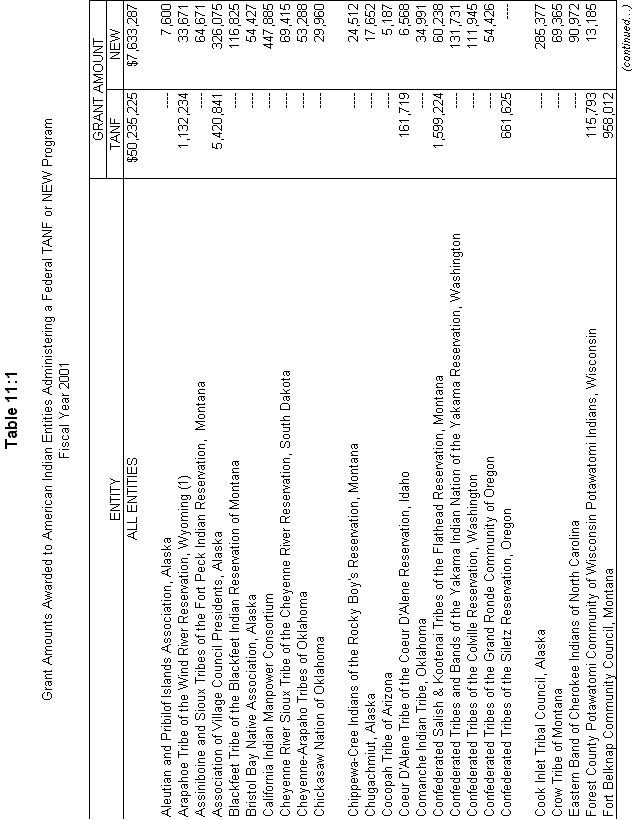 Table 11:1
Grant Amounts Awarded to American Indian Entities Administering a Federal TANF or NEW Program
Fiscal Year 2001
GRANT AMOUNT
ENTITY TANF NEW
ALL ENTITIES $50,235,225 $7,633,287
Aleutian and Pribilof Islands Association, Alaska ---- 7,600
Arapahoe Tribe of the Wind River Reservation, Wyoming (1) 1,132,234 33,671
Assiniboine and Sioux Tribes of the Fort Peck Indian Reservation, Montana ---- 64,671
Association of Village Council Presidents, Alaska 5,420,841 326,075
Blackfeet Tribe of the Blackfeet Indian Reservation of Montana ---- 116,825
Bristol Bay Native Association, Alaska ---- 54,427
California Indian Manpower Consortium ---- 447,885
Cheyenne River Sioux Tribe of the Cheyenne River Reservation, South Dakota ---- 69,415
Cheyenne-Arapaho Tribes of Oklahoma ---- 53,288
Chickasaw Nation of Oklahoma ---- 29,960
Chippewa-Cree Indians of the Rocky Boy's Reservation, Montana ---- 24,512
Chugachmiut, Alaska ---- 17,652
Cocopah Tribe of Arizona ---- 5,187
Coeur D'Alene Tribe of the Coeur D'Alene Reservation, Idaho 161,719 6,568
Comanche Indian Tribe, Oklahoma ---- 34,991
Confederated Salish & Kootenai Tribes of the Flathead Reservation, Montana 1,599,224 60,298
Confederated Tribes and Bands of the Yakama Indian Nation of the Yakama Reservation, Washington ---- 131,731
Confederated Tribes of the Colville Reservation, Washington ---- 111,945
Confederated Tribes of the Grand Ronde Community of Oregon ---- 54,426
Confederated Tribes of the Siletz Reservation, Oregon 661,625 ----
Cook Inlet Tribal Council, Alaska ---- 285,377
Crow Tribe of Montana ---- 69,365
Eastern Band of Cherokee Indians of North Carolina ---- 90,972
Forest County Potawatomi Community of Wisconsin Potawatomi Indians, Wisconsin 115,793 13,185
Fort Belknap Community Council, Montana 958,012
(continued...)